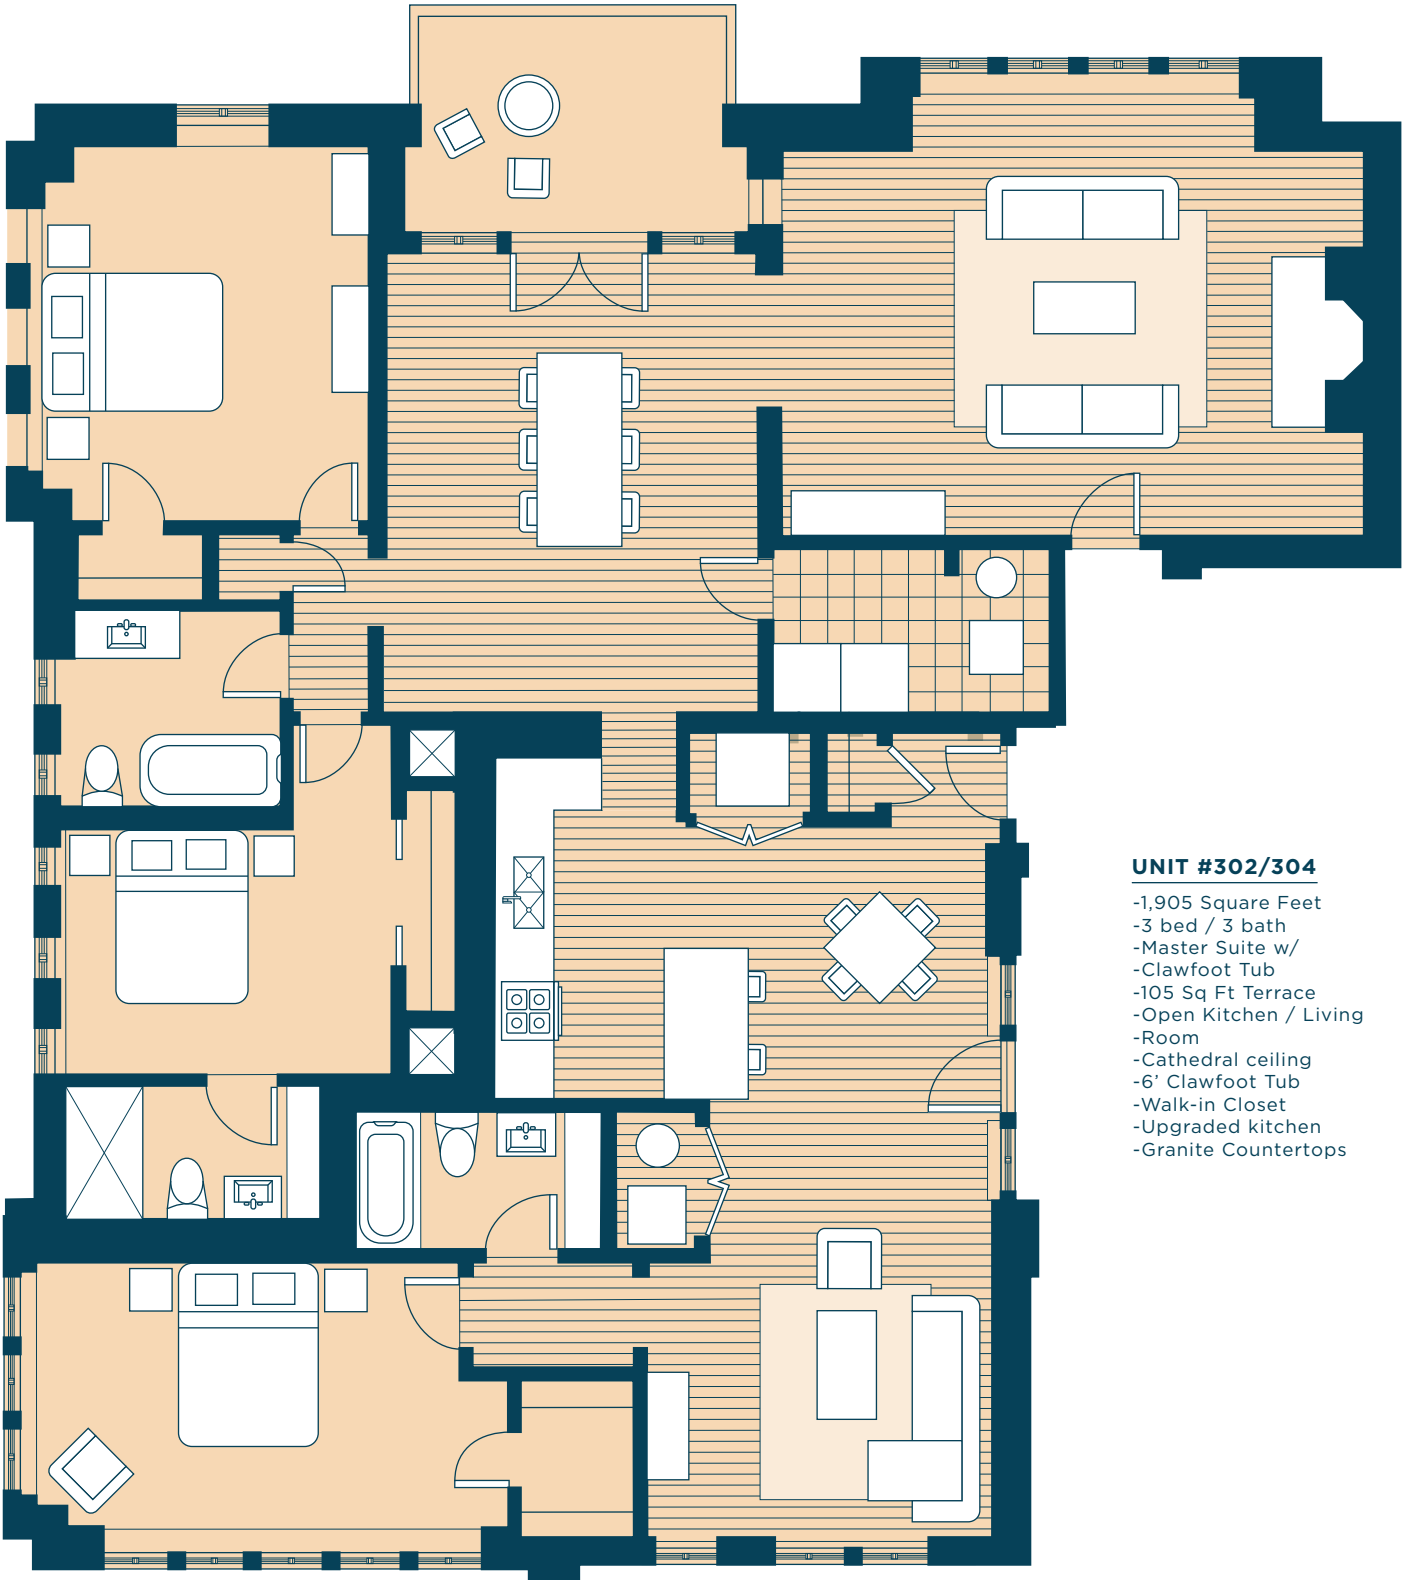 UNIT #302/304
-1,905 Square Feet
-3 bed / 3 bath
-Master Suite w/
-Clawfoot Tub
-105 Sq Ft Terrace
-Open Kitchen / Living
-Room
-Cathedral ceiling
-6’ Clawfoot Tub
-Walk-in Closet
-Upgraded kitchen
-Granite Countertops